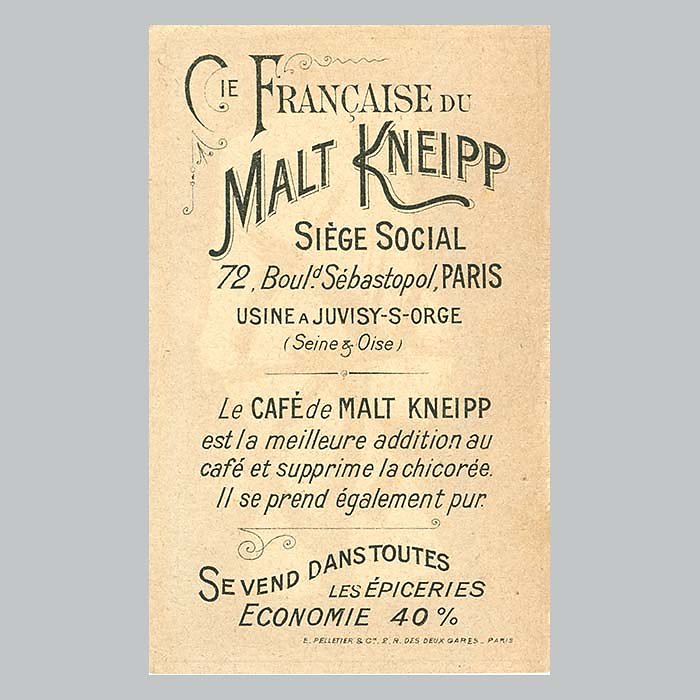 CIE FRANÇAISE DU
MALT KNEIPP
SIÈGE SOCIAL
72, Boul.d Sébastopol, PARIS
USINE A JUVISY-S-ORGE
(Seine & Oise)
Le CAFÉ de MALT KNEIPP
est la meilleure addition au
café et supprime la chicorée.
Il se prend également pur.
SE VEND DANS TOUTES
LES ÉPICERIES
ECONOMIE 40 %
E. PELLETIER & Cie. 2, R. DES DEUX GARES. - PARIS